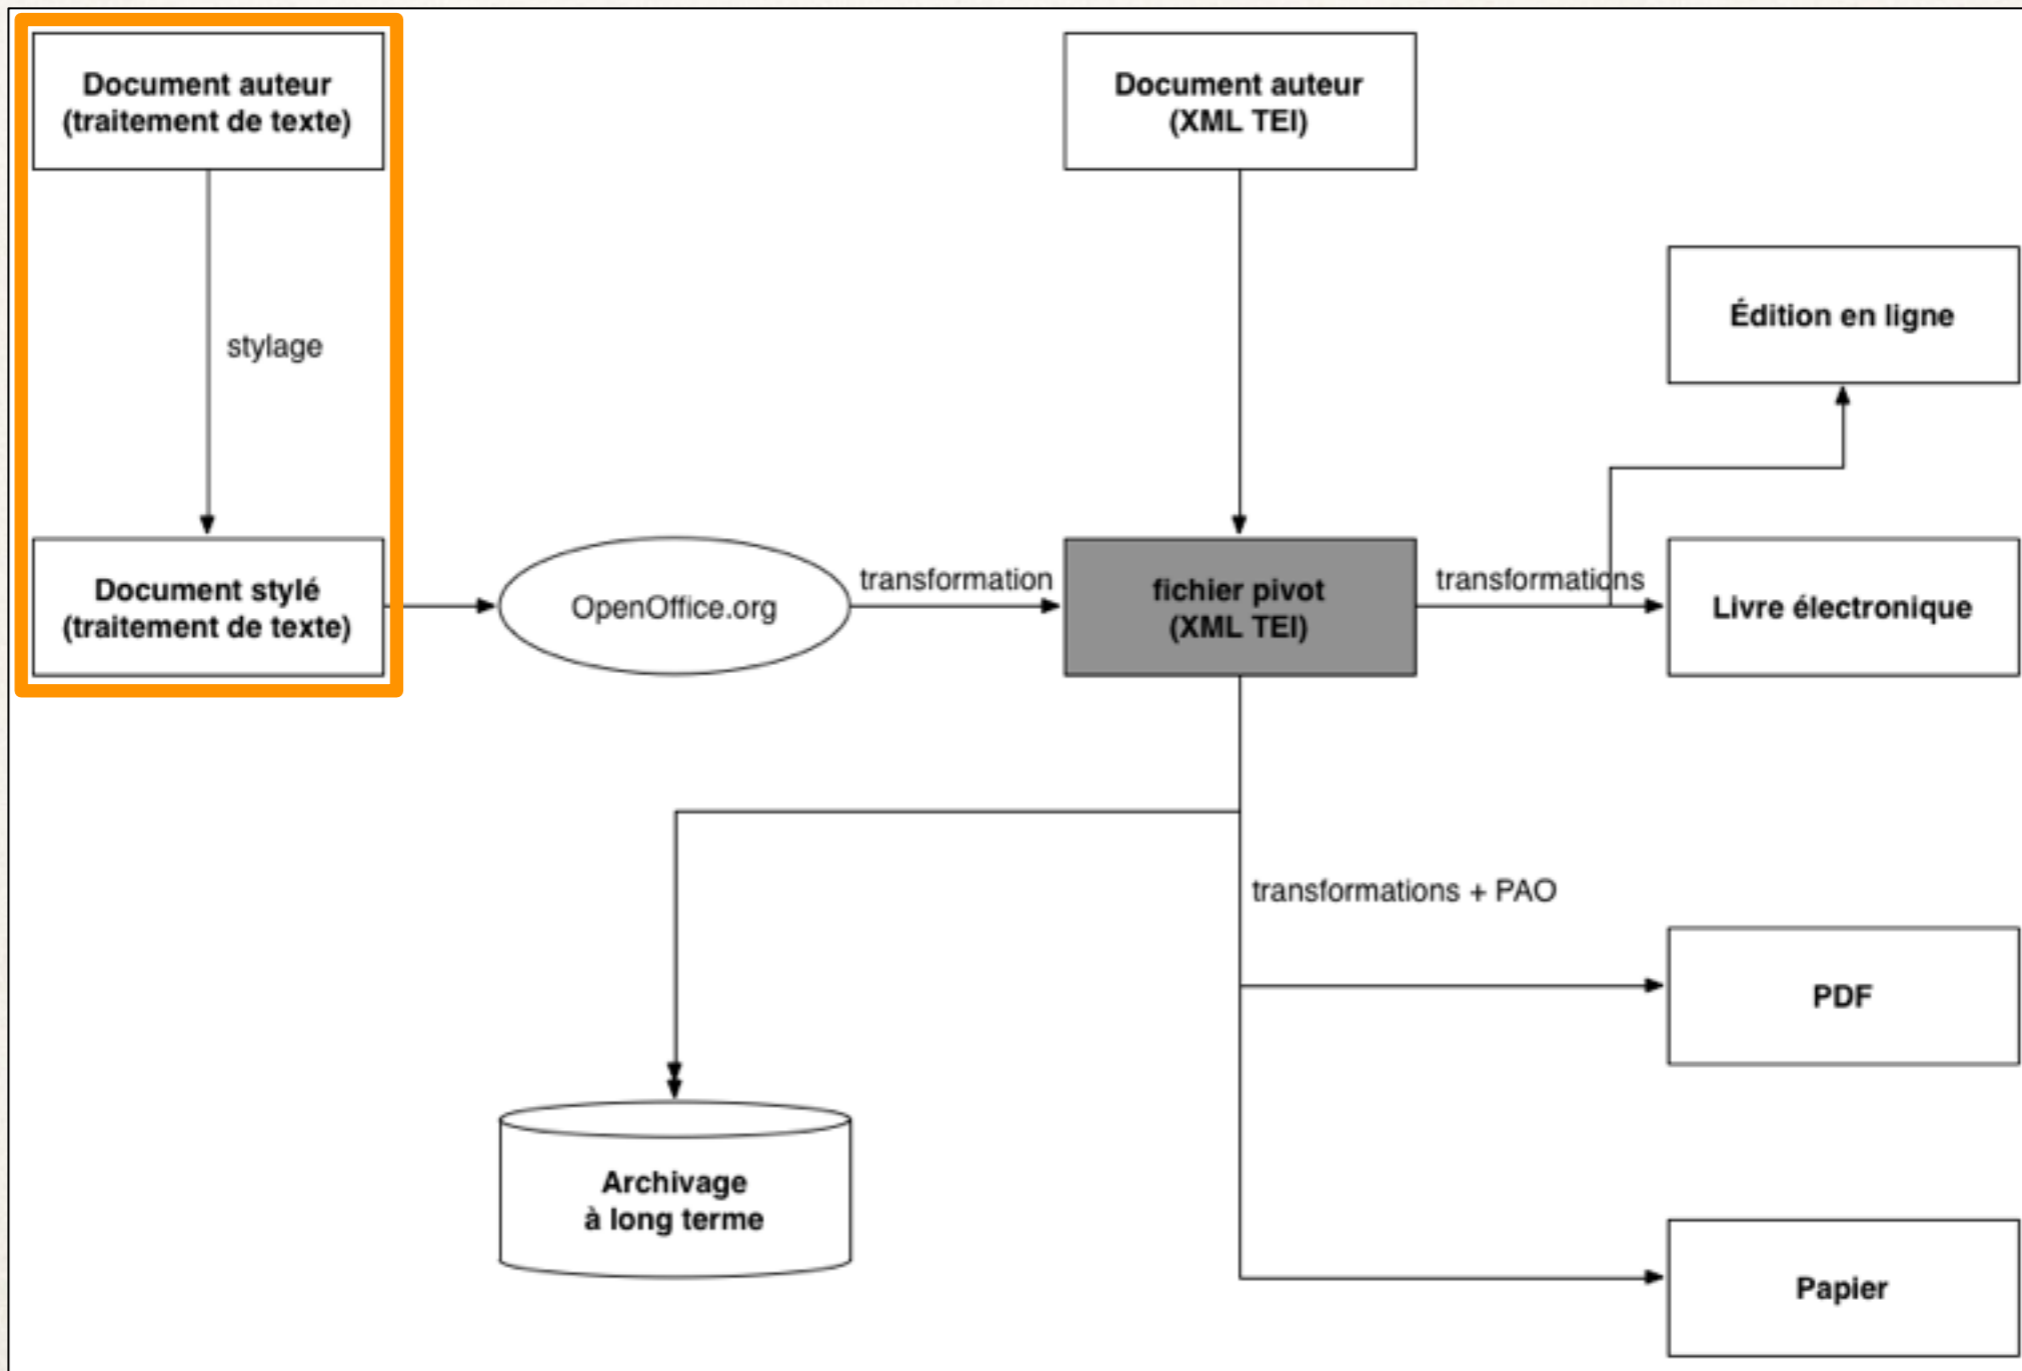 Document auteur
(traitement de texte)
Document auteur
(XML TEI)
Édition en ligne
stylage
Document stylé
(traitement de texte)
OpenOffice.org
transformation
fichier pivot
(XML TEI)
transformations
Livre électronique
transformations + PAO
PDF
Archivage
à long terme
Papier